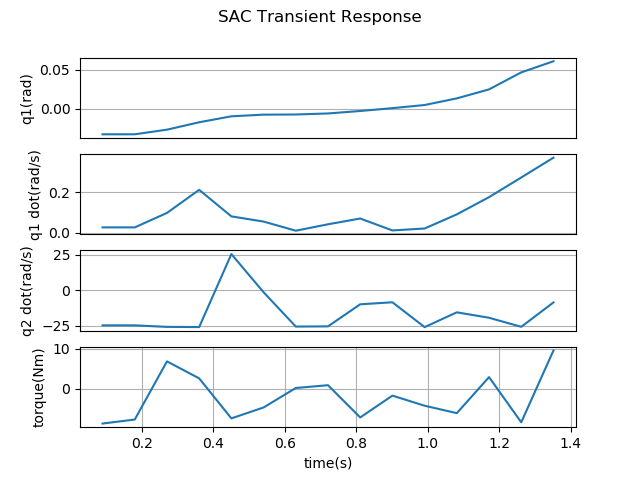 SAC Transient Response
0.05
0.00
q1(rad)
0.2
0.0
q1 dot(rad/s)
25
0
−25
q2 dot(rad/s)
10
0
torque(Nm)
0.2 0.4 0.6 0.8 1.0 1.2 1.4
time(s)